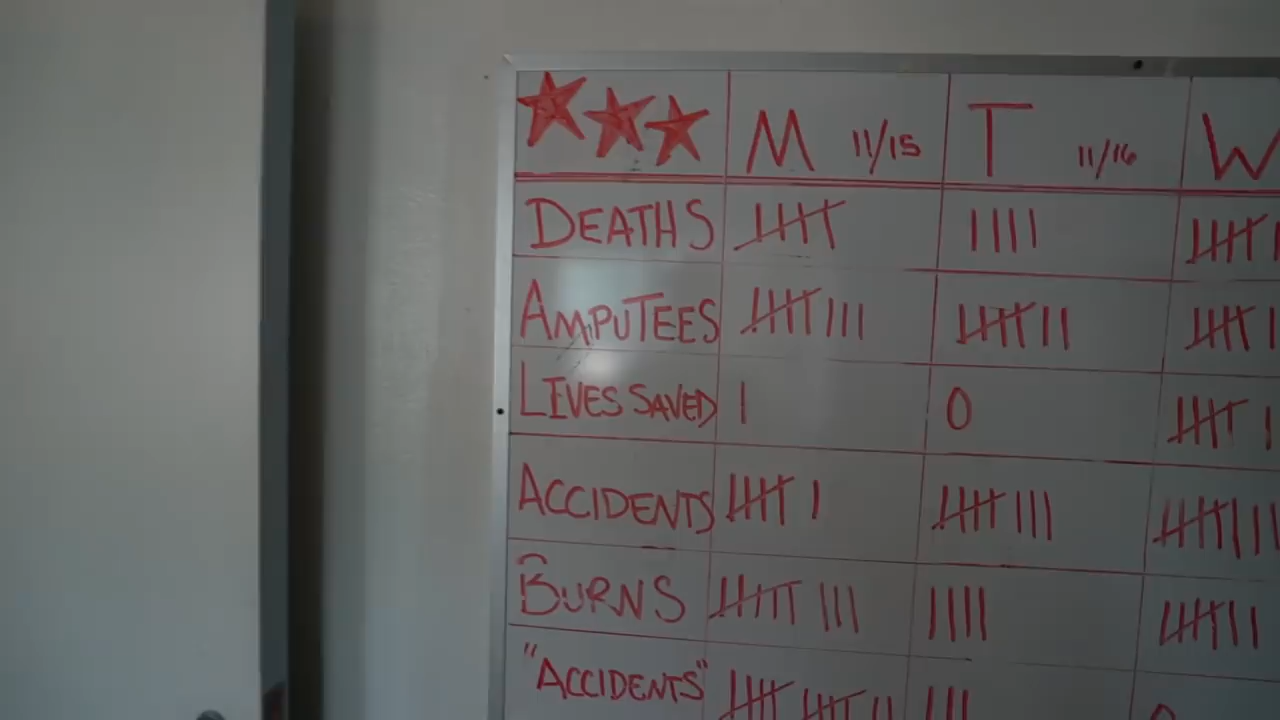 M 11/15 T 11/16 W
DEATHS
AMPUTEES
LIVES SAVED 1 0
ACCIDENTS
BURNS
"ACCIDENTS"